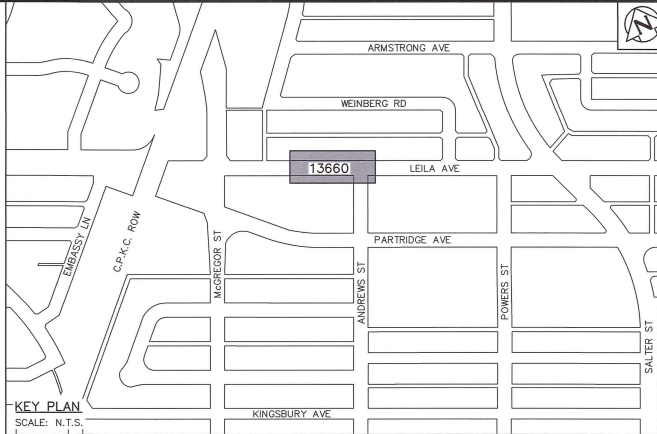 N
ARMSTRONG AVE
WEINBERG RD
13660
LEILA AVE
EMBASSY LN
C.P.K.C. ROW
McGREGOR ST
PARTRIDGE AVE
ANDREWS ST
POWERS ST
SALTER ST
KEY PLAN
SCALE: N.T.S.
KINGSBURY AVE